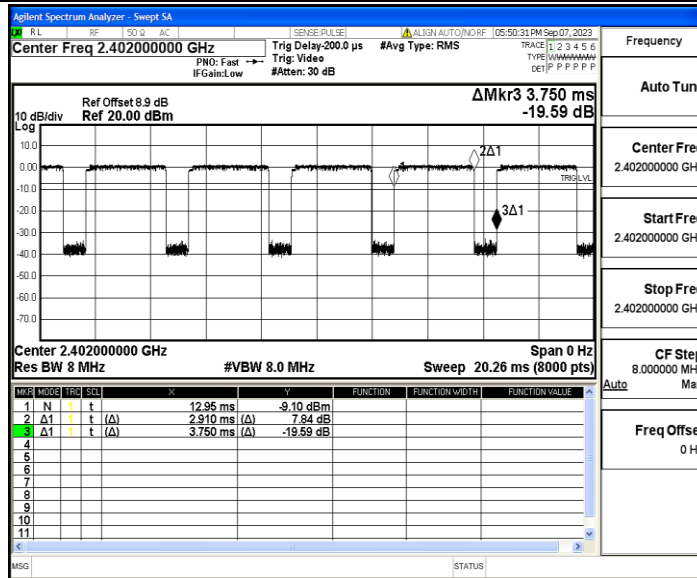 Agilent Spectrum Analyzer - Swept SA
RL RF 50 Ω AC SENSE:PULSE ALIGN AUTO/NO RF 05:50:31 PM Sep 07, 2023
Center Freq 2.402000000 GHz
PNO: Fast
IFGain:Low
Trig Delay-200.0 µs
Trig: Video
#Atten: 30 dB
#Avg Type: RMS
TRACE 1 2 3 4 5 6
TYPE WWWWWW
DET P P P P P P
ΔMkr3 3.750 ms
-19.59 dB
Ref Offset 8.9 dB
10 dB/div Ref 20.00 dBm
Log
10.0
0.00
-10.0
-20.0
-30.0
-40.0
-50.0
-60.0
-70.0
1
2Δ1
3Δ1
TRIG LVL
Center 2.402000000 GHz Span 0 Hz
Res BW 8 MHz #VBW 8.0 MHz Sweep 20.26 ms (8000 pts)
MKR MODE TRC SCL X Y FUNCTION FUNCTION WIDTH FUNCTION VALUE
1 N 1 t 12.95 ms -9.10 dBm
2 Δ1 1 t (Δ) 2.910 ms (Δ) 7.84 dB
3 Δ1 1 t (Δ) 3.750 ms (Δ) -19.59 dB
4
5
6
7
8
9
10
11
MSG STATUS
Frequency
Auto Tun
Center Fre
2.402000000 GH
Start Fre
2.402000000 GH
Stop Fre
2.402000000 GH
CF Step
8.000000 MH
Auto Ma
Freq Offse
0 H